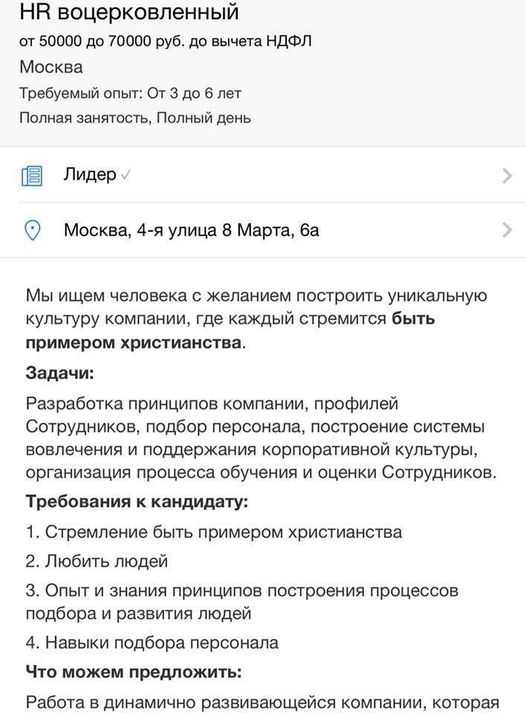 HR воцерковленный
от 50000 до 70000 руб. до вычета НДФЛ
Москва
Требуемый опыт: От 3 до 6 лет
Полная занятость, Полный день
Лидер ✓
Москва, 4-я улица 8 Марта, 6а
Мы ищем человека с желанием построить уникальную
культуру компании, где каждый стремится быть
примером христианства.
Задачи:
Разработка принципов компании, профилей
Сотрудников, подбор персонала, построение системы
вовлечения и поддержания корпоративной культуры,
организация процесса обучения и оценки Сотрудников.
Требования к кандидату:
1. Стремление быть примером христианства
2. Любить людей
3. Опыт и знания принципов построения процессов
подбора и развития людей
4. Навыки подбора персонала
Что можем предложить:
Работа в динамично развивающейся компании, которая